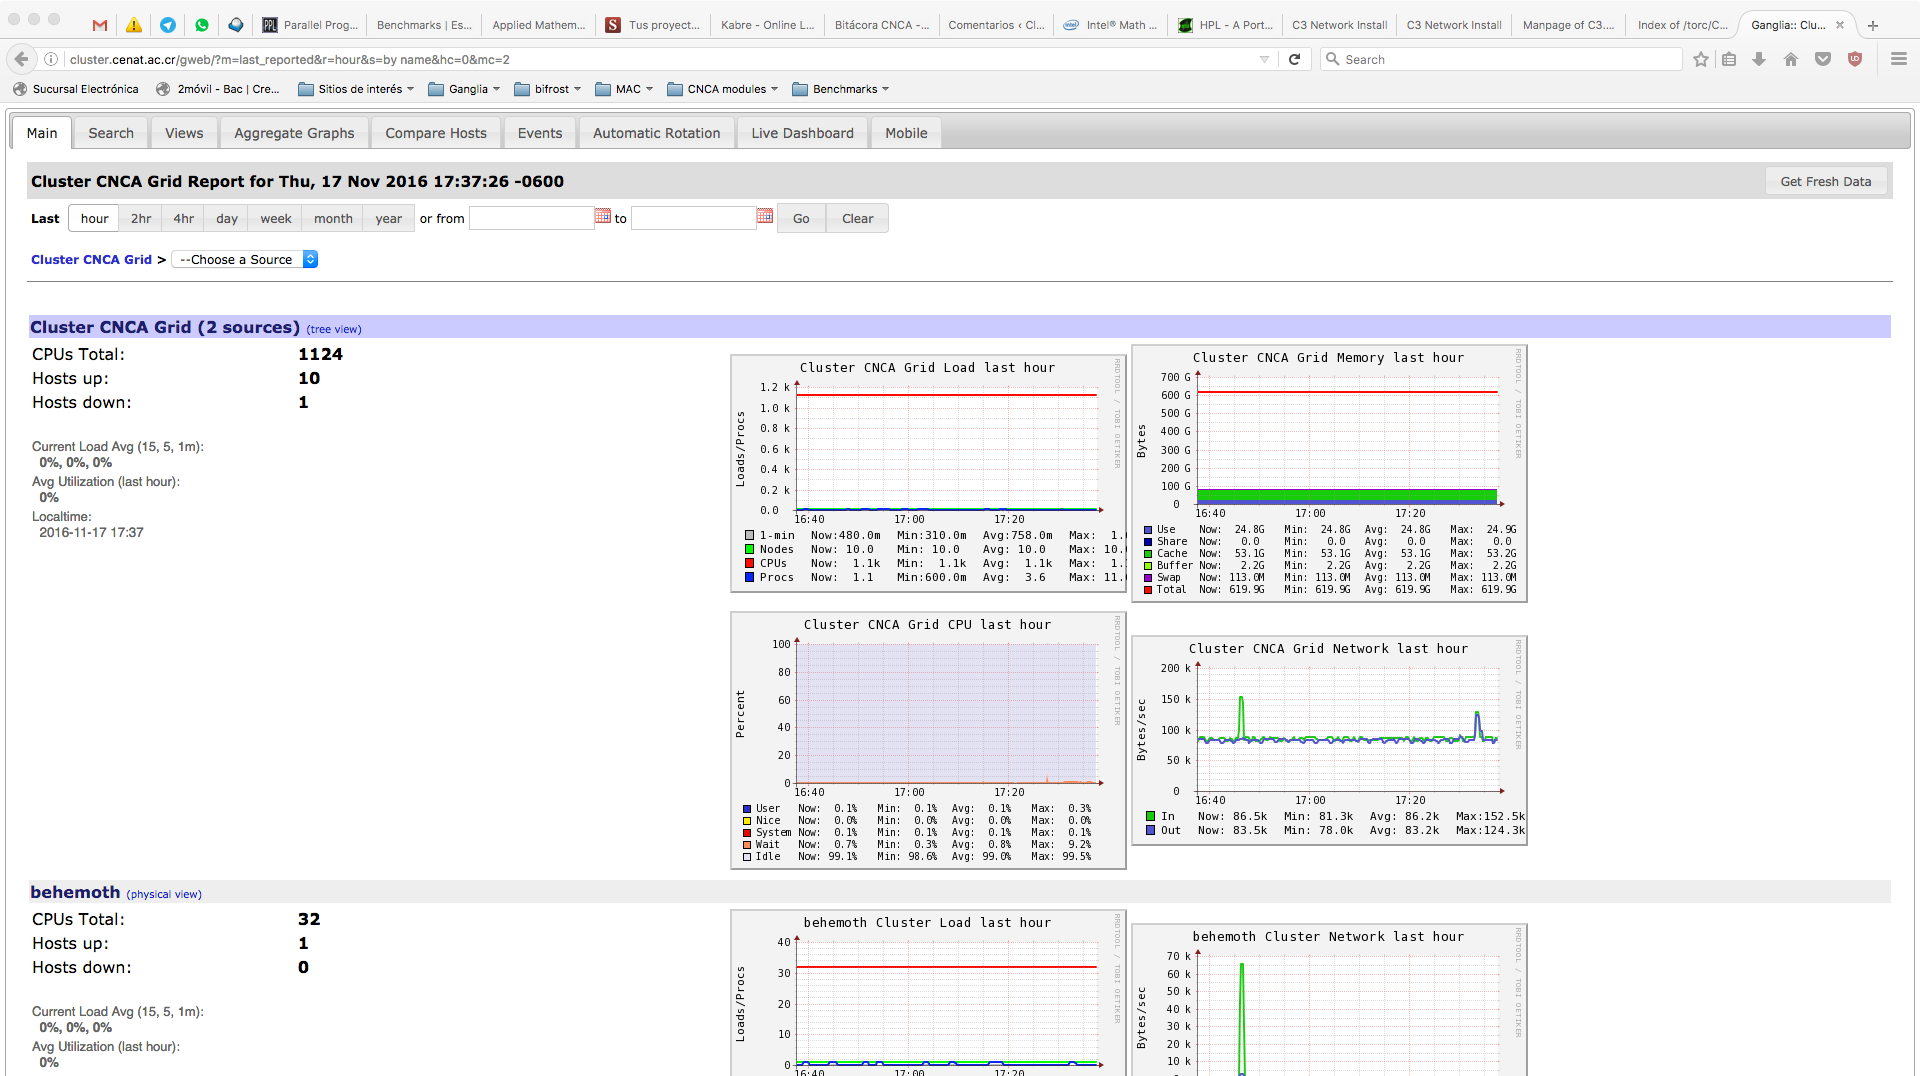 Parallel Prog...
Benchmarks | Es...
Applied Mathem...
Tus proyect...
Kabre - Online L...
Bitácora CNCA -...
Comentarios ‹ Cl...
Intel® Math ...
HPL - A Port...
C3 Network Install
C3 Network Install
Manpage of C3....
Index of /torc/C...
Ganglia:: Clu...
cluster.cenat.ac.cr/gweb/?m=last_reported&r=hour&s=by name&hc=0&mc=2
Search
Sucursal Electrónica
2móvil - Bac | Cre...
Sitios de interés
Ganglia
bifrost
MAC
CNCA modules
Benchmarks
Main
Search
Views
Aggregate Graphs
Compare Hosts
Events
Automatic Rotation
Live Dashboard
Mobile
Cluster CNCA Grid Report for Thu, 17 Nov 2016 17:37:26 -0600
Get Fresh Data
Last hour 2hr 4hr day week month year or from to Go Clear
Cluster CNCA Grid > --Choose a Source
Cluster CNCA Grid (2 sources) (tree view)
CPUs Total: 1124
Hosts up: 10
Hosts down: 1
Current Load Avg (15, 5, 1m):
0%, 0%, 0%
Avg Utilization (last hour):
0%
Localtime:
2016-11-17 17:37
Cluster CNCA Grid Load last hour
RRDTOOL / TOBI OETIKER
Loads/Procs
1.2 k
1.0 k
0.8 k
0.6 k
0.4 k
0.2 k
0.0
16:40 17:00 17:20
1-min Now:480.0m Min:310.0m Avg:758.0m Max: 1.
Nodes Now: 10.0 Min: 10.0 Avg: 10.0 Max: 10.
CPUs Now: 1.1k Min: 1.1k Avg: 1.1k Max: 1.
Procs Now: 1.1 Min:600.0m Avg: 3.6 Max: 11.
Cluster CNCA Grid Memory last hour
RRDTOOL / TOBI OETIKER
Bytes
700 G
600 G
500 G
400 G
300 G
200 G
100 G
0
16:40 17:00 17:20
Use Now: 24.8G Min: 24.8G Avg: 24.8G Max: 24.9G
Share Now: 0.0 Min: 0.0 Avg: 0.0 Max: 0.0
Cache Now: 53.1G Min: 53.1G Avg: 53.1G Max: 53.2G
Buffer Now: 2.2G Min: 2.2G Avg: 2.2G Max: 2.2G
Swap Now: 113.0M Min: 113.0M Avg: 113.0M Max: 113.0M
Total Now: 619.9G Min: 619.9G Avg: 619.9G Max: 619.9G
Cluster CNCA Grid CPU last hour
RRDTOOL / TOBI OETIKER
Percent
100
80
60
40
20
0
16:40 17:00 17:20
User Now: 0.1% Min: 0.1% Avg: 0.1% Max: 0.3%
Nice Now: 0.0% Min: 0.0% Avg: 0.0% Max: 0.0%
System Now: 0.1% Min: 0.1% Avg: 0.1% Max: 0.1%
Wait Now: 0.7% Min: 0.3% Avg: 0.8% Max: 9.2%
Idle Now: 99.1% Min: 98.6% Avg: 99.0% Max: 99.5%
Cluster CNCA Grid Network last hour
RRDTOOL / TOBI OETIKER
Bytes/sec
200 k
150 k
100 k
50 k
0
16:40 17:00 17:20
In Now: 86.5k Min: 81.3k Avg: 86.2k Max:152.5k
Out Now: 83.5k Min: 78.0k Avg: 83.2k Max:124.3k
behemoth (physical view)
CPUs Total: 32
Hosts up: 1
Hosts down: 0
Current Load Avg (15, 5, 1m):
0%, 0%, 0%
Avg Utilization (last hour):
0%
behemoth Cluster Load last hour
RRDTOOL / TOBI OETIKER
Loads/Procs
40
30
20
10
0
16:40 17:00 17:20
behemoth Cluster Network last hour
RRDTOOL / TOBI OETIKER
Bytes/sec
70 k
60 k
50 k
40 k
30 k
20 k
10 k